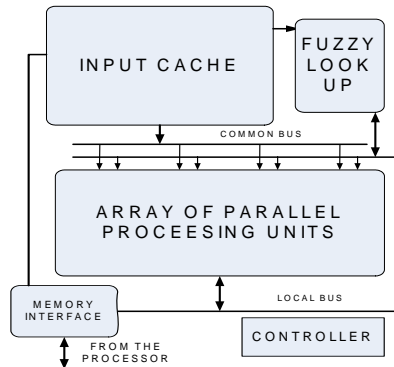 INPUT CACHE
FUZZY
LOOK
UP
COMMON BUS
ARRAY OF PARALLEL
PROCEESING UNITS
MEMORY
INTERFACE
LOCAL BUS
CONTROLLER
FROM THE
PROCESSOR